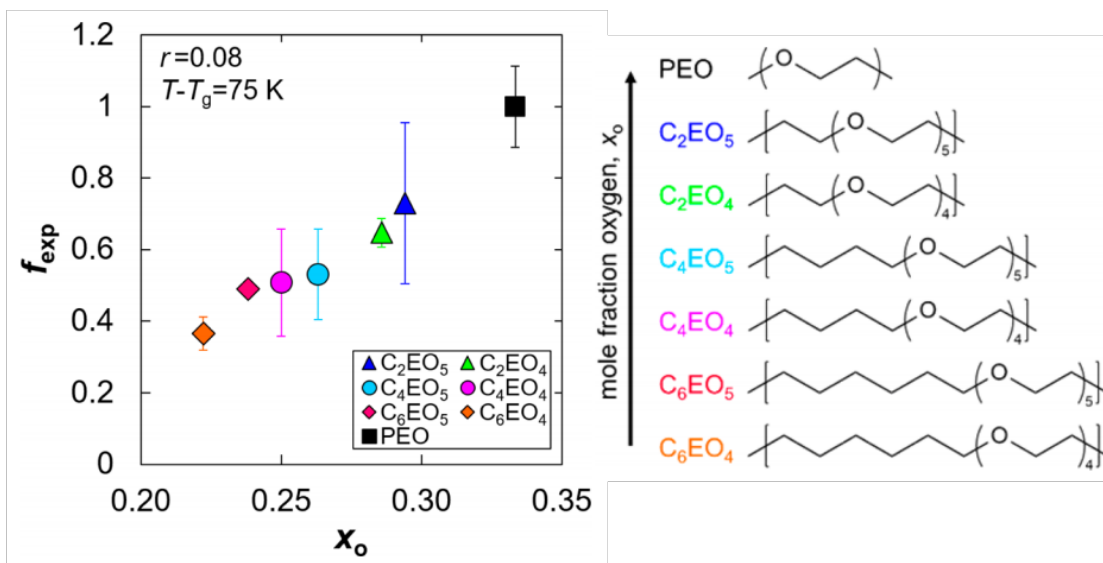 r=0.08
T-Tg=75 K
1.2
1
0.8
0.6
0.4
0.2
0
fexp
0.20 0.25 0.30 0.35
xo
C2EO5 C2EO4
C4EO5 C4EO4
C6EO5 C6EO4
PEO
mole fraction oxygen, xo
PEO O
C2EO5 O 5
C2EO4 O 4
C4EO5 O 5
C4EO4 O 4
C6EO5 O 5
C6EO4 O 4